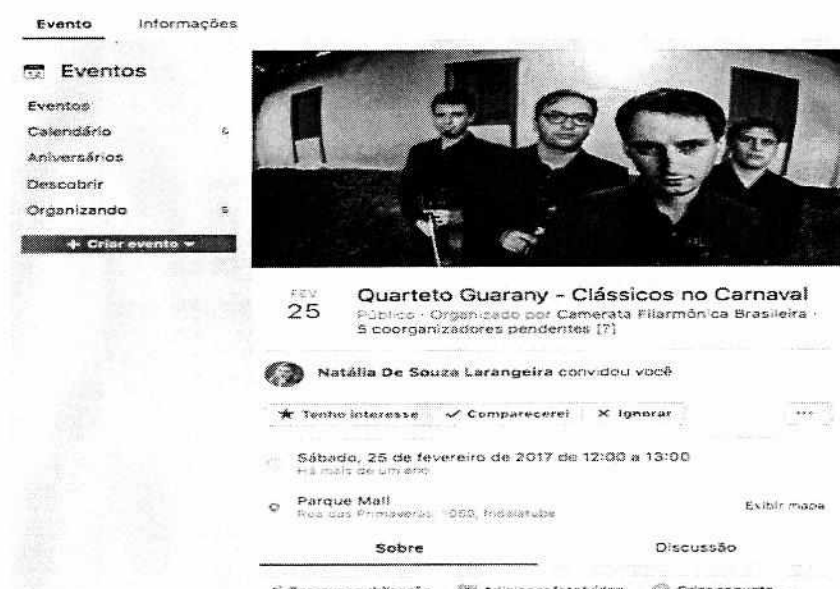 Evento Informações
Eventos
Eventos
Calendário 5
Aniversários
Descobrir
Organizando 5
+ Criar evento
FEV
25
Quarteto Guarany - Clássicos no Carnaval
Público · Organizado por Camerata Filarmônica Brasileira ·
5 coorganizadores pendentes [?]
Natália De Souza Larangeira convidou você
Tenho interesse Comparecerei Ignorar
Sábado, 25 de fevereiro de 2017 de 12:00 a 13:00
Há mais de um ano
Parque Mall
Rua das Primaveras, 1050, Indaiatuba
Exibir mapa
Sobre Discussão